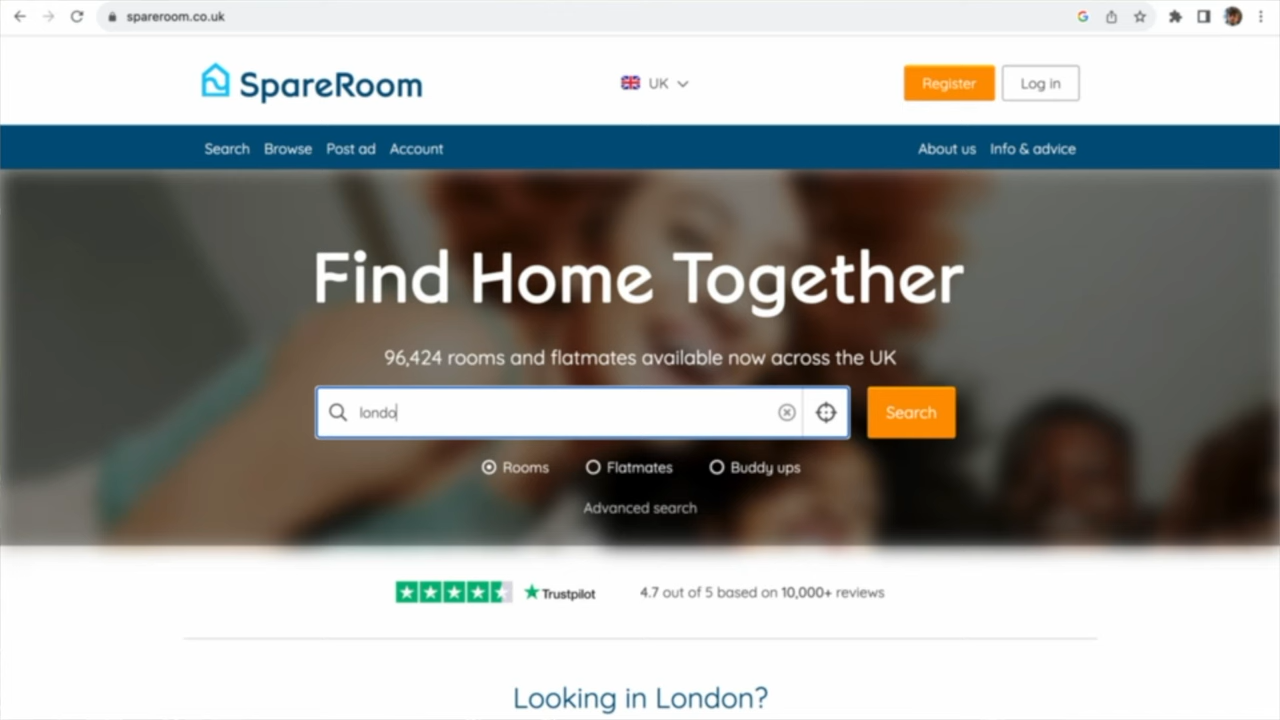 spareroom.co.uk
SpareRoom
UK
Register
Log in
Search Browse Post ad Account
About us Info & advice
Find Home Together
96,424 rooms and flatmates available now across the UK
londo
Search
Rooms Flatmates Buddy ups
Advanced search
Trustpilot
4.7 out of 5 based on 10,000+ reviews
Looking in London?